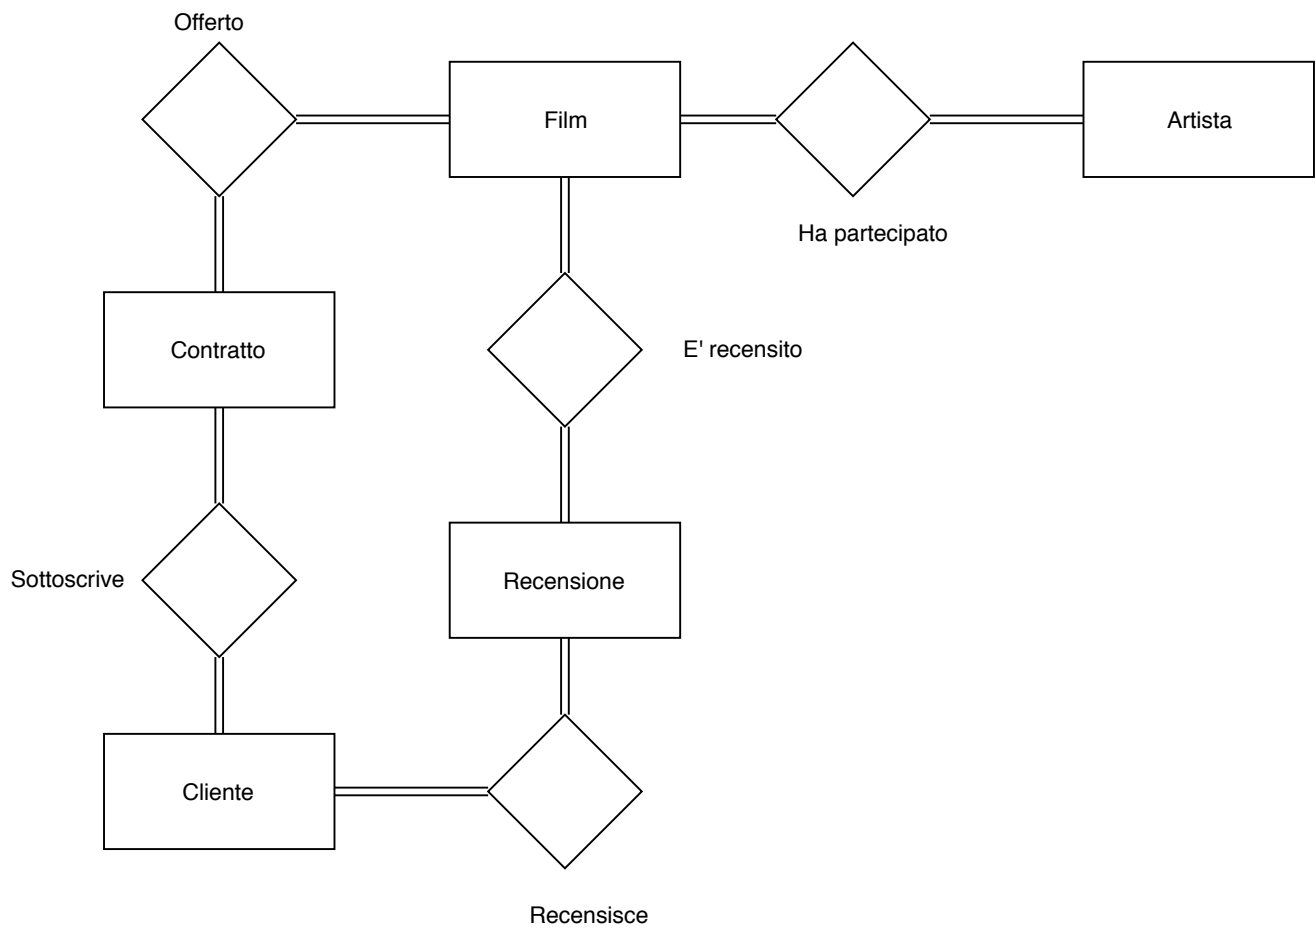 Offerto
Film
Artista
Ha partecipato
Contratto
E' recensito
Sottoscrive
Recensione
Cliente
Recensisce